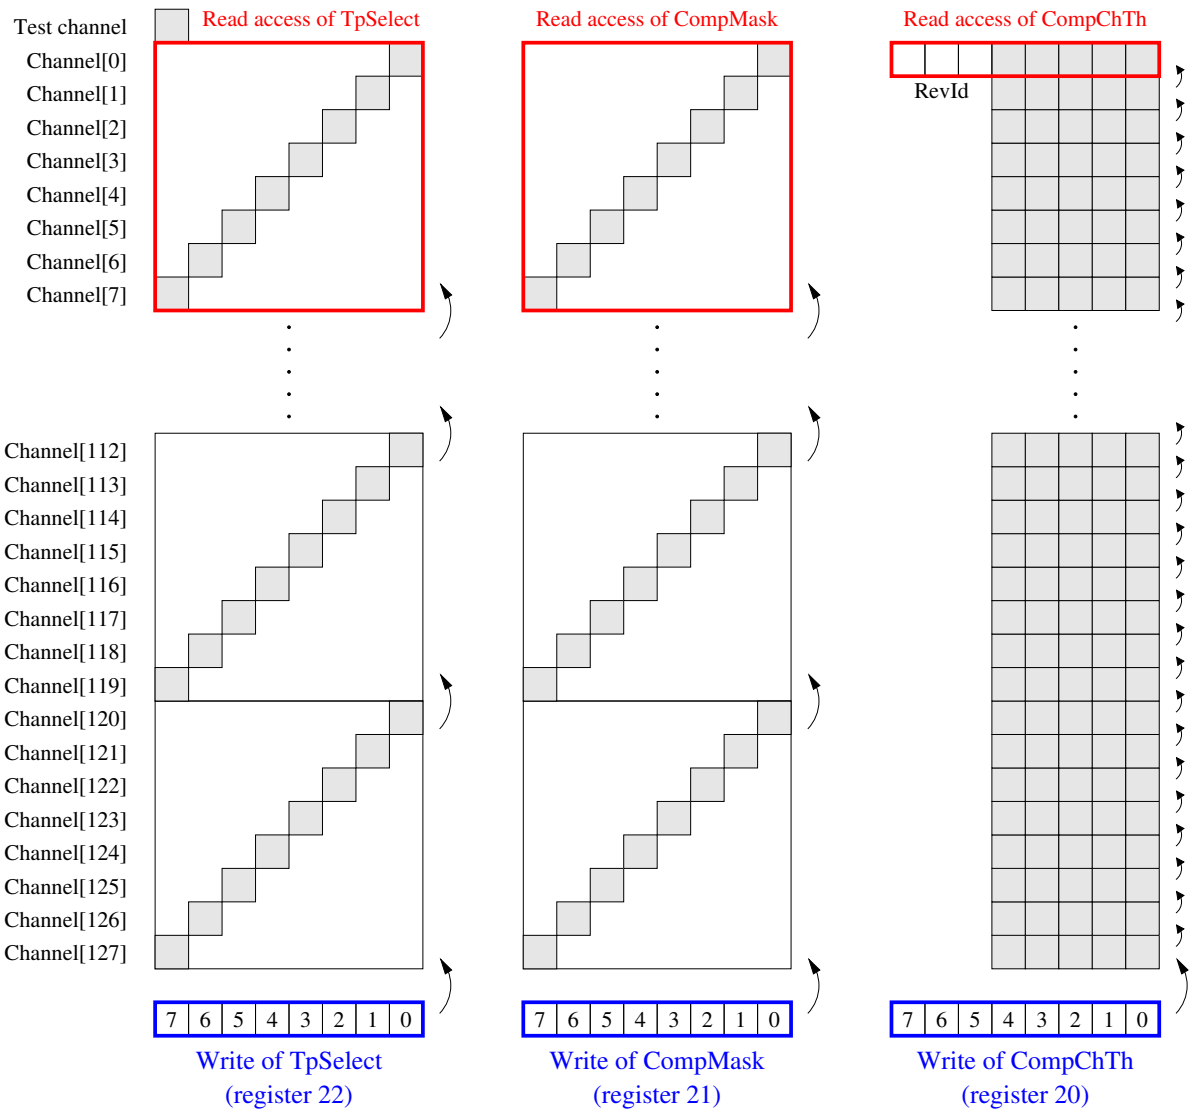 Test channel
Read access of TpSelect
Read access of CompMask
Read access of CompChTh
Channel[0]
Channel[1]
RevId
Channel[2]
Channel[3]
Channel[4]
Channel[5]
Channel[6]
Channel[7]
Channel[112]
Channel[113]
Channel[114]
Channel[115]
Channel[116]
Channel[117]
Channel[118]
Channel[119]
Channel[120]
Channel[121]
Channel[122]
Channel[123]
Channel[124]
Channel[125]
Channel[126]
Channel[127]
7 6 5 4 3 2 1 0
7 6 5 4 3 2 1 0
7 6 5 4 3 2 1 0
Write of TpSelect
(register 22)
Write of CompMask
(register 21)
Write of CompChTh
(register 20)